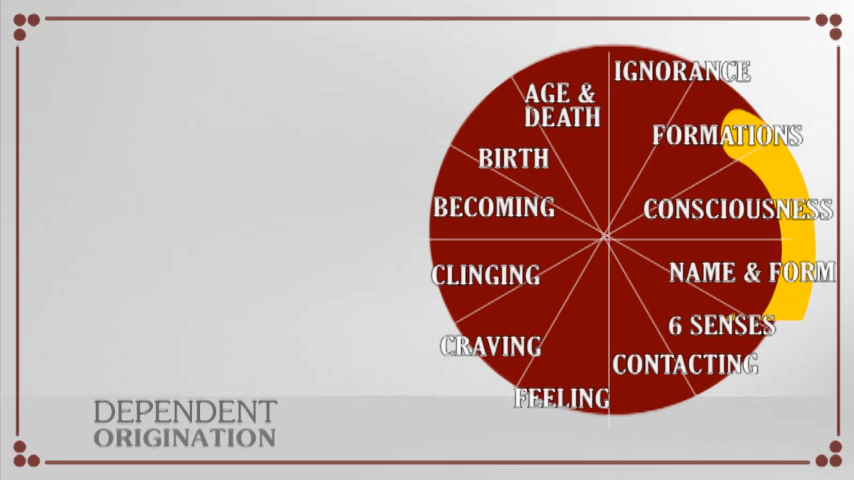 IGNORANCE
FORMATIONS
CONSCIOUSNESS
NAME & FORM
6 SENSES
CONTACTING
FEELING
CRAVING
CLINGING
BECOMING
BIRTH
AGE &
DEATH
DEPENDENT
ORIGINATION